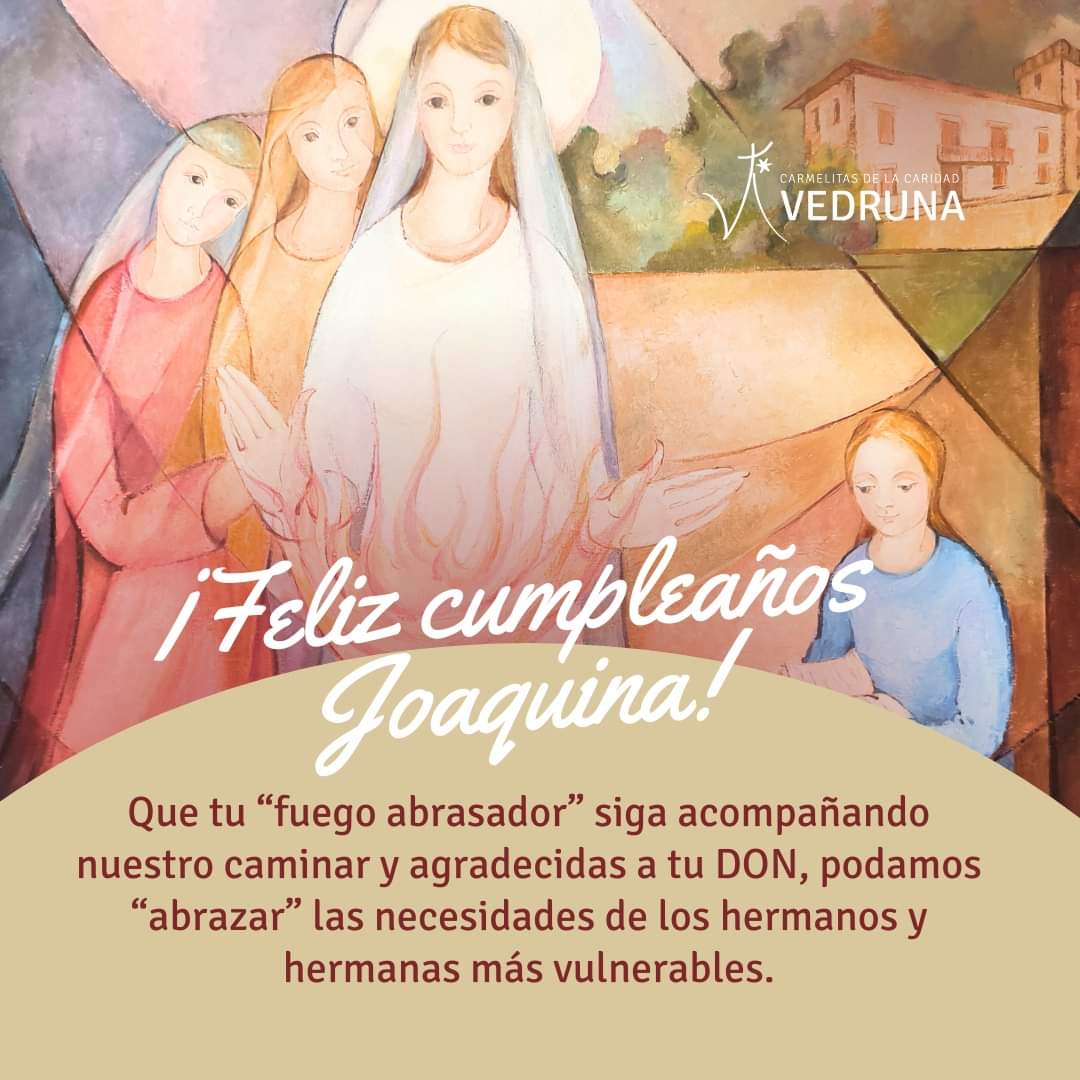 CARMELITAS DE LA CARIDAD
VEDRUNA
¡Feliz cumpleaños
Joaquina!
Que tu “fuego abrasador” siga acompañando
nuestro caminar y agradecidas a tu DON, podamos
“abrazar” las necesidades de los hermanos y
hermanas más vulnerables.